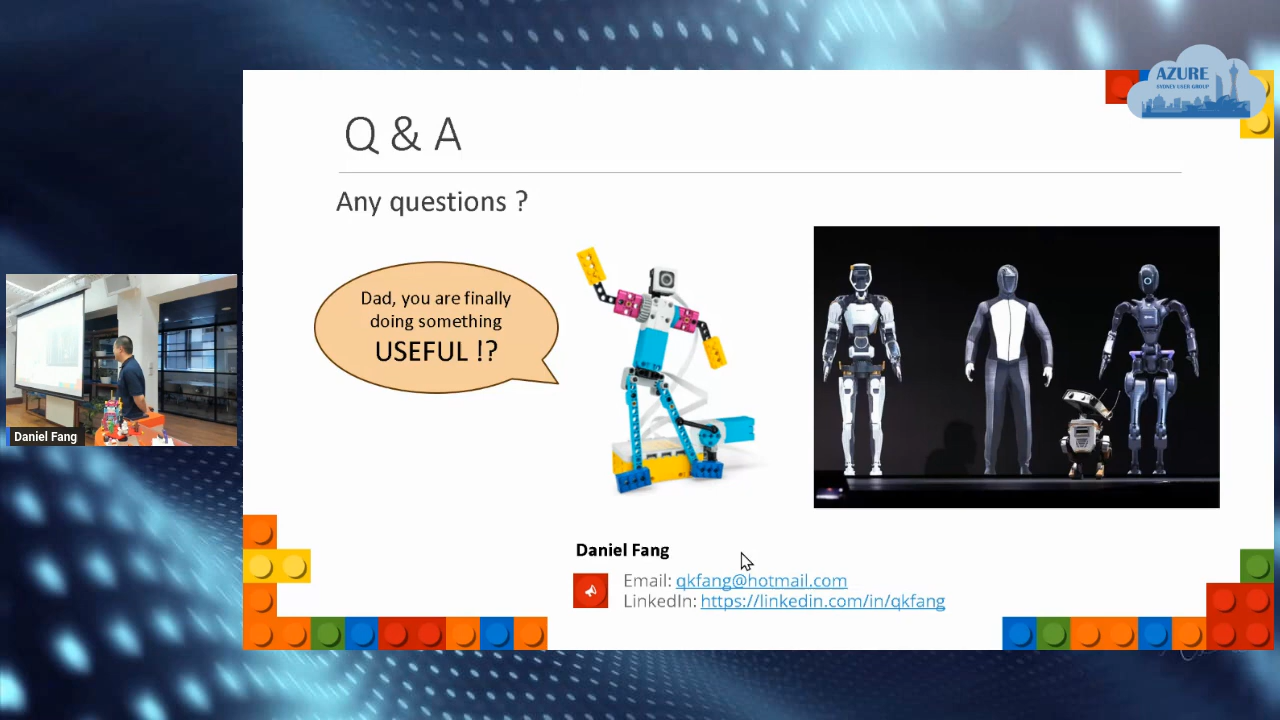 AZURE
SYDNEY USER GROUP
Q & A
Any questions ?
Dad, you are finally
doing something
USEFUL !?
Daniel Fang
Daniel Fang
Email: qkfang@hotmail.com
LinkedIn: https://linkedin.com/in/qkfang